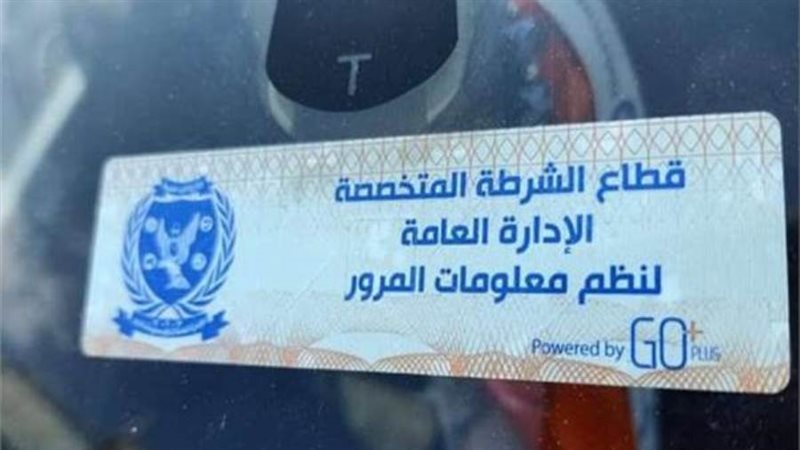 T
قطاع الشرطة المتخصصة
الإدارة العامة
لنظم معلومات المرور
Powered by GO+ PLUS